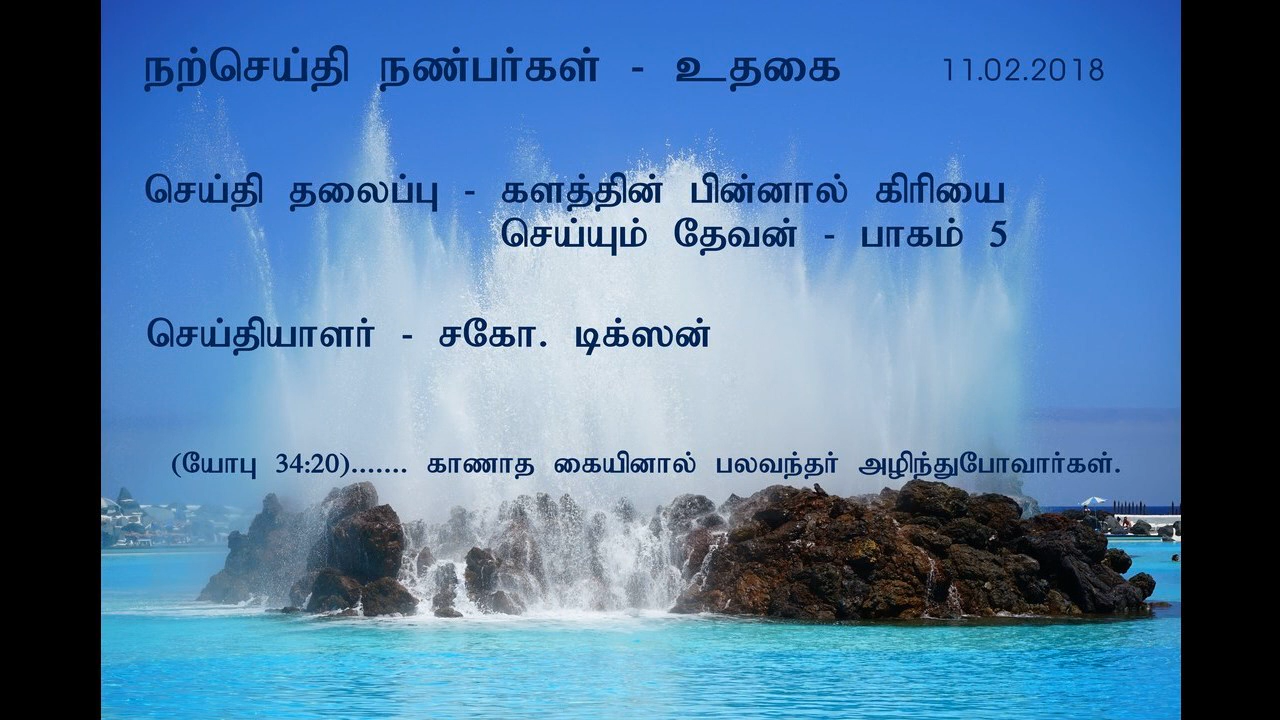 நற்செய்தி நண்பர்கள் - உதகை 11.02.2018
செய்தி தலைப்பு - களத்தின் பின்னால் கிரியை
செய்யும் தேவன் - பாகம் 5
செய்தியாளர் - சகோ. டிக்ஸன்
(யோபு 34:20)....... காணாத கையினால் பலவந்தர் அழிந்துபோவார்கள்.